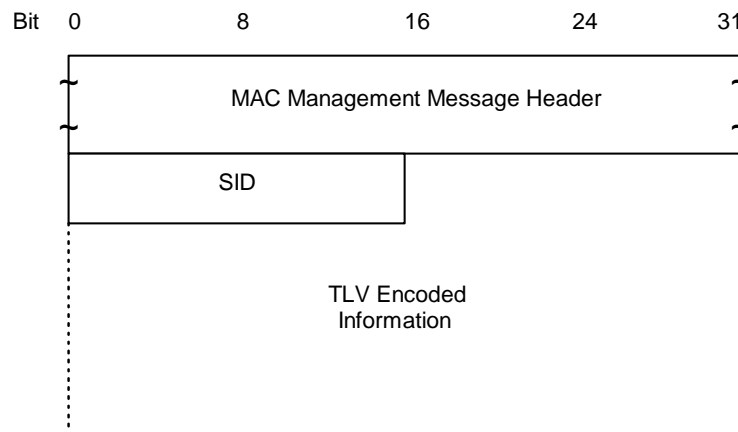 Bit 0 8 16 24 31
MAC Management Message Header
SID
TLV Encoded
Information